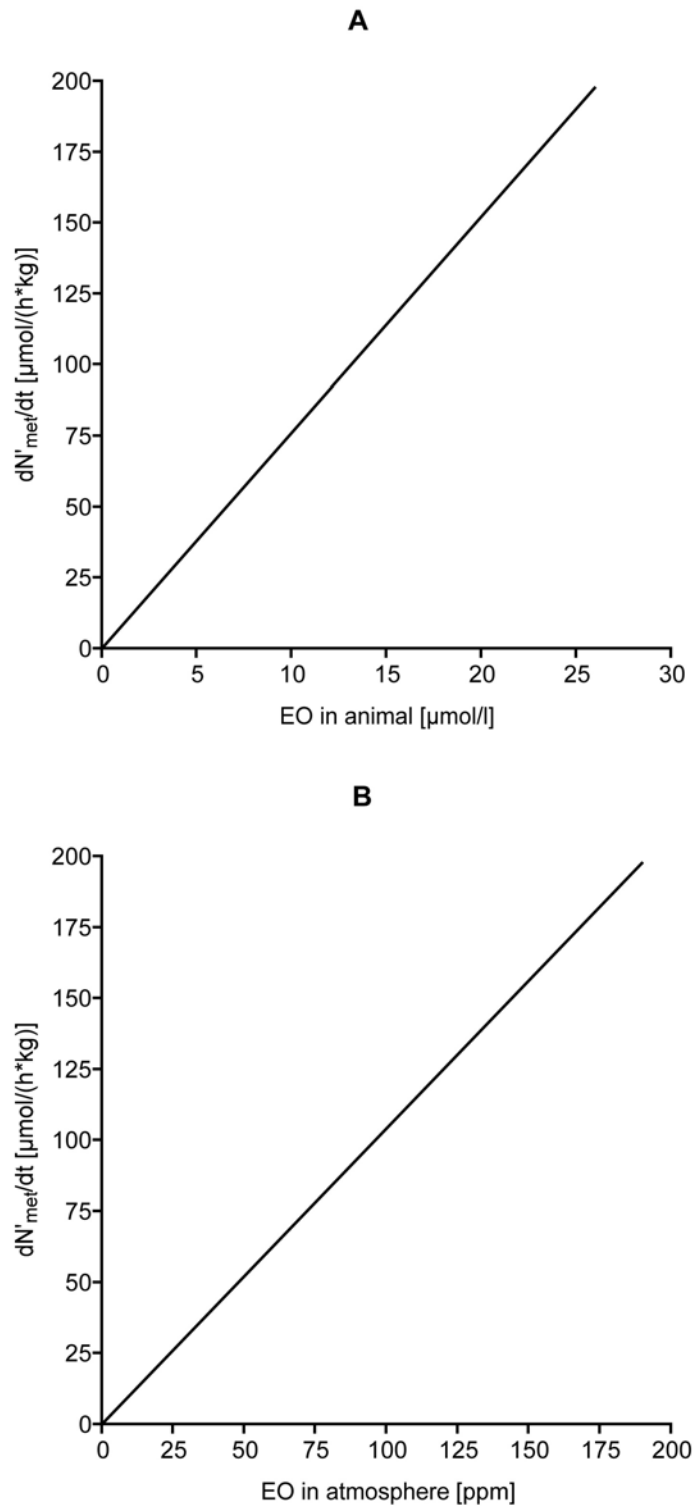 A
200
175
150
125
100
75
50
25
0
dN'met/dt [µmol/(h*kg)]
0 5 10 15 20 25 30
EO in animal [µmol/l]
B
200
175
150
125
100
75
50
25
0
dN'met/dt [µmol/(h*kg)]
0 25 50 75 100 125 150 175 200
EO in atmosphere [ppm]